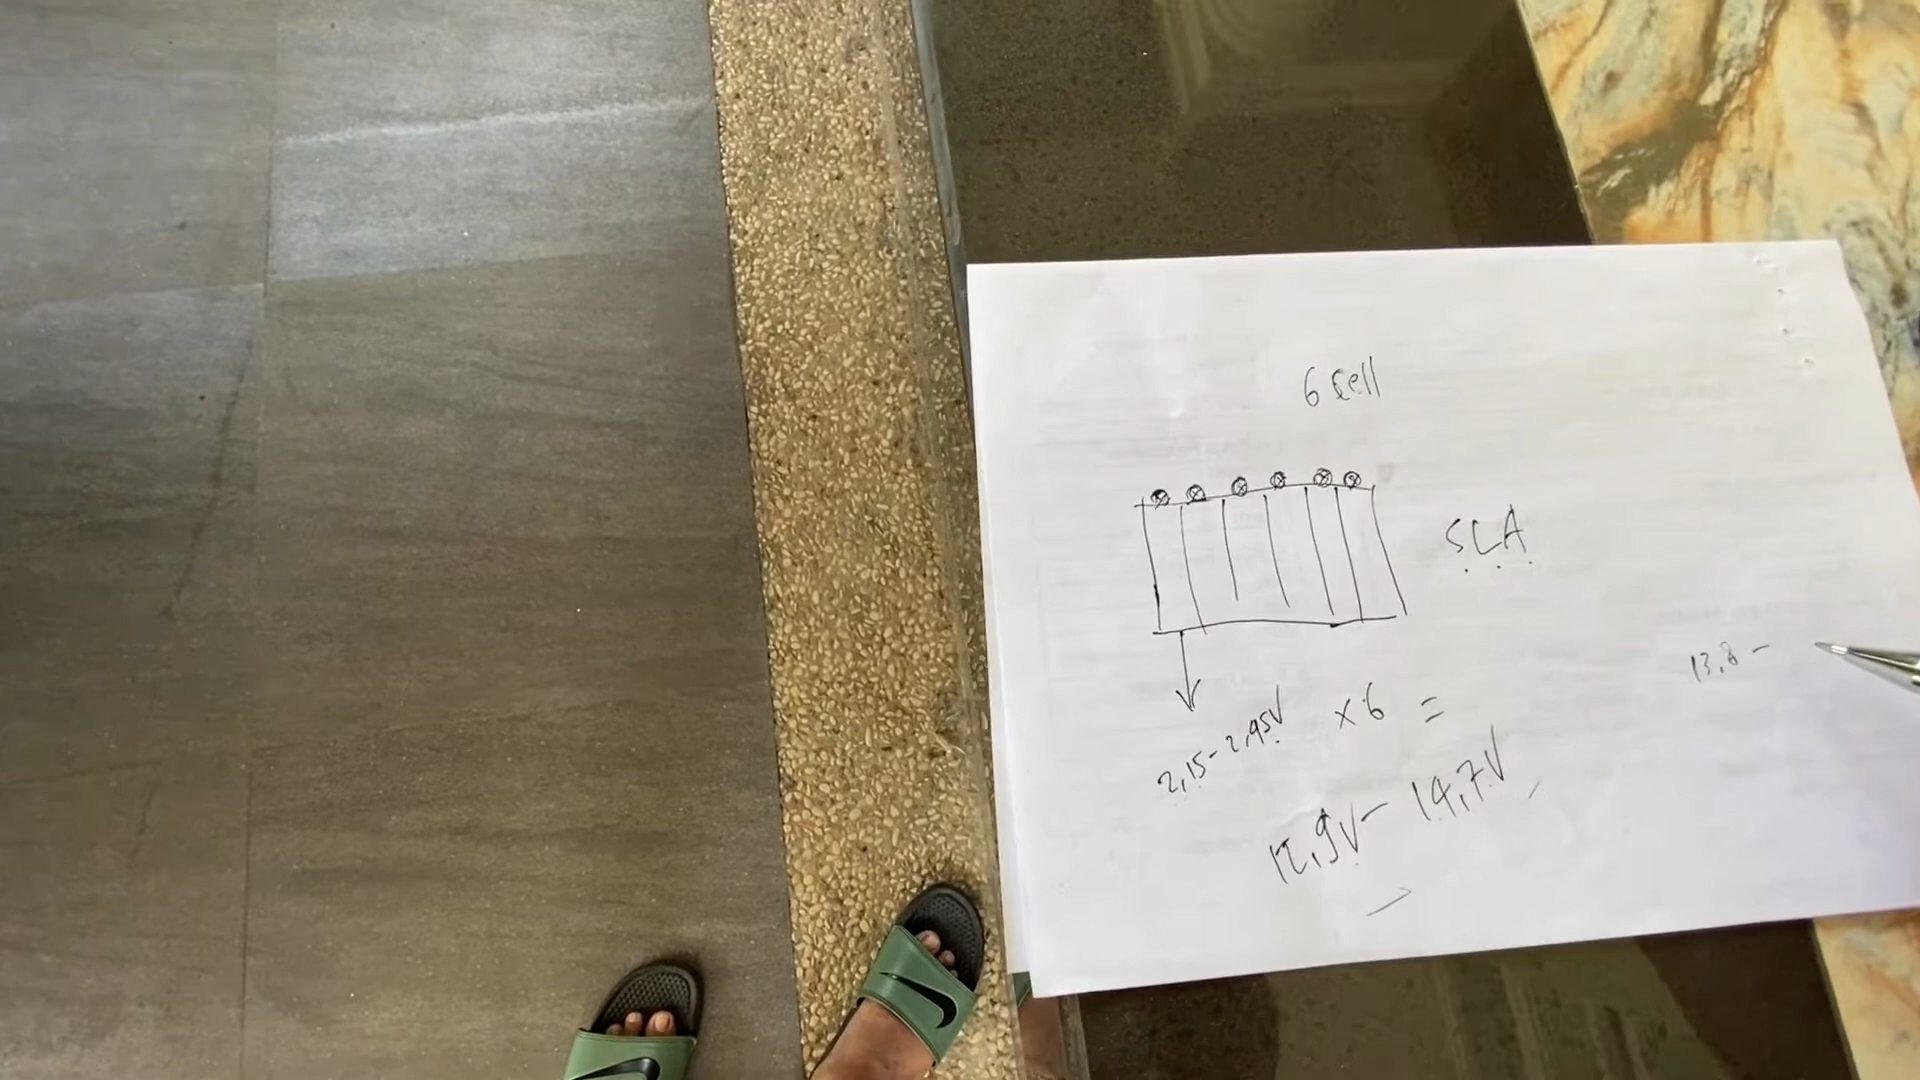 6 Cell
SLA
13,8 -
2,15 - 2,45V × 6 =
12,9V - 14,7V